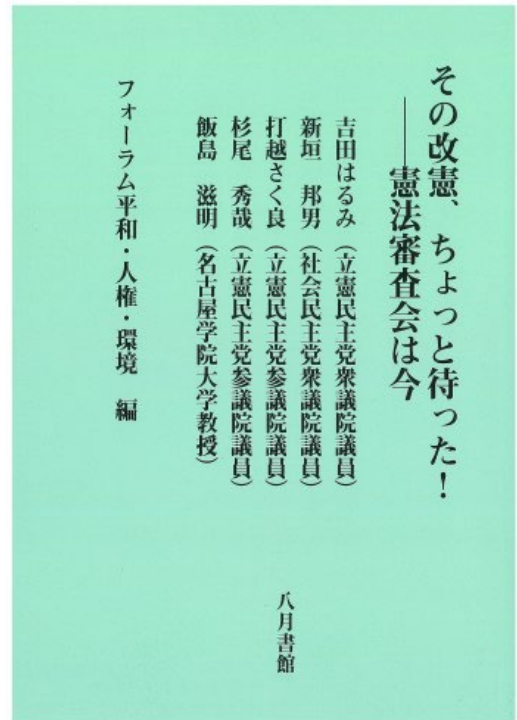 その改憲、ちょっと待った！
――憲法審査会は今
吉田はるみ（立憲民主党衆議院議員）
新垣　邦男（社会民主党衆議院議員）
打越さく良（立憲民主党参議院議員）
杉尾　秀哉（立憲民主党参議院議員）
飯島　滋明（名古屋学院大学教授）
フォーラム平和・人権・環境　編
八月書館